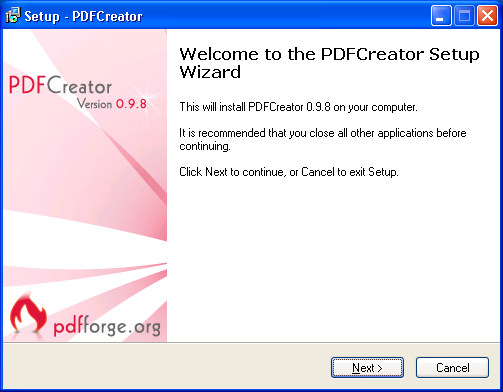 Setup - PDFCreator
Welcome to the PDFCreator Setup
Wizard
PDFCreator
Version 0.9.8
This will install PDFCreator 0.9.8 on your computer.
It is recommended that you close all other applications before
continuing.
Click Next to continue, or Cancel to exit Setup.
pdfforge.org
Next >
Cancel